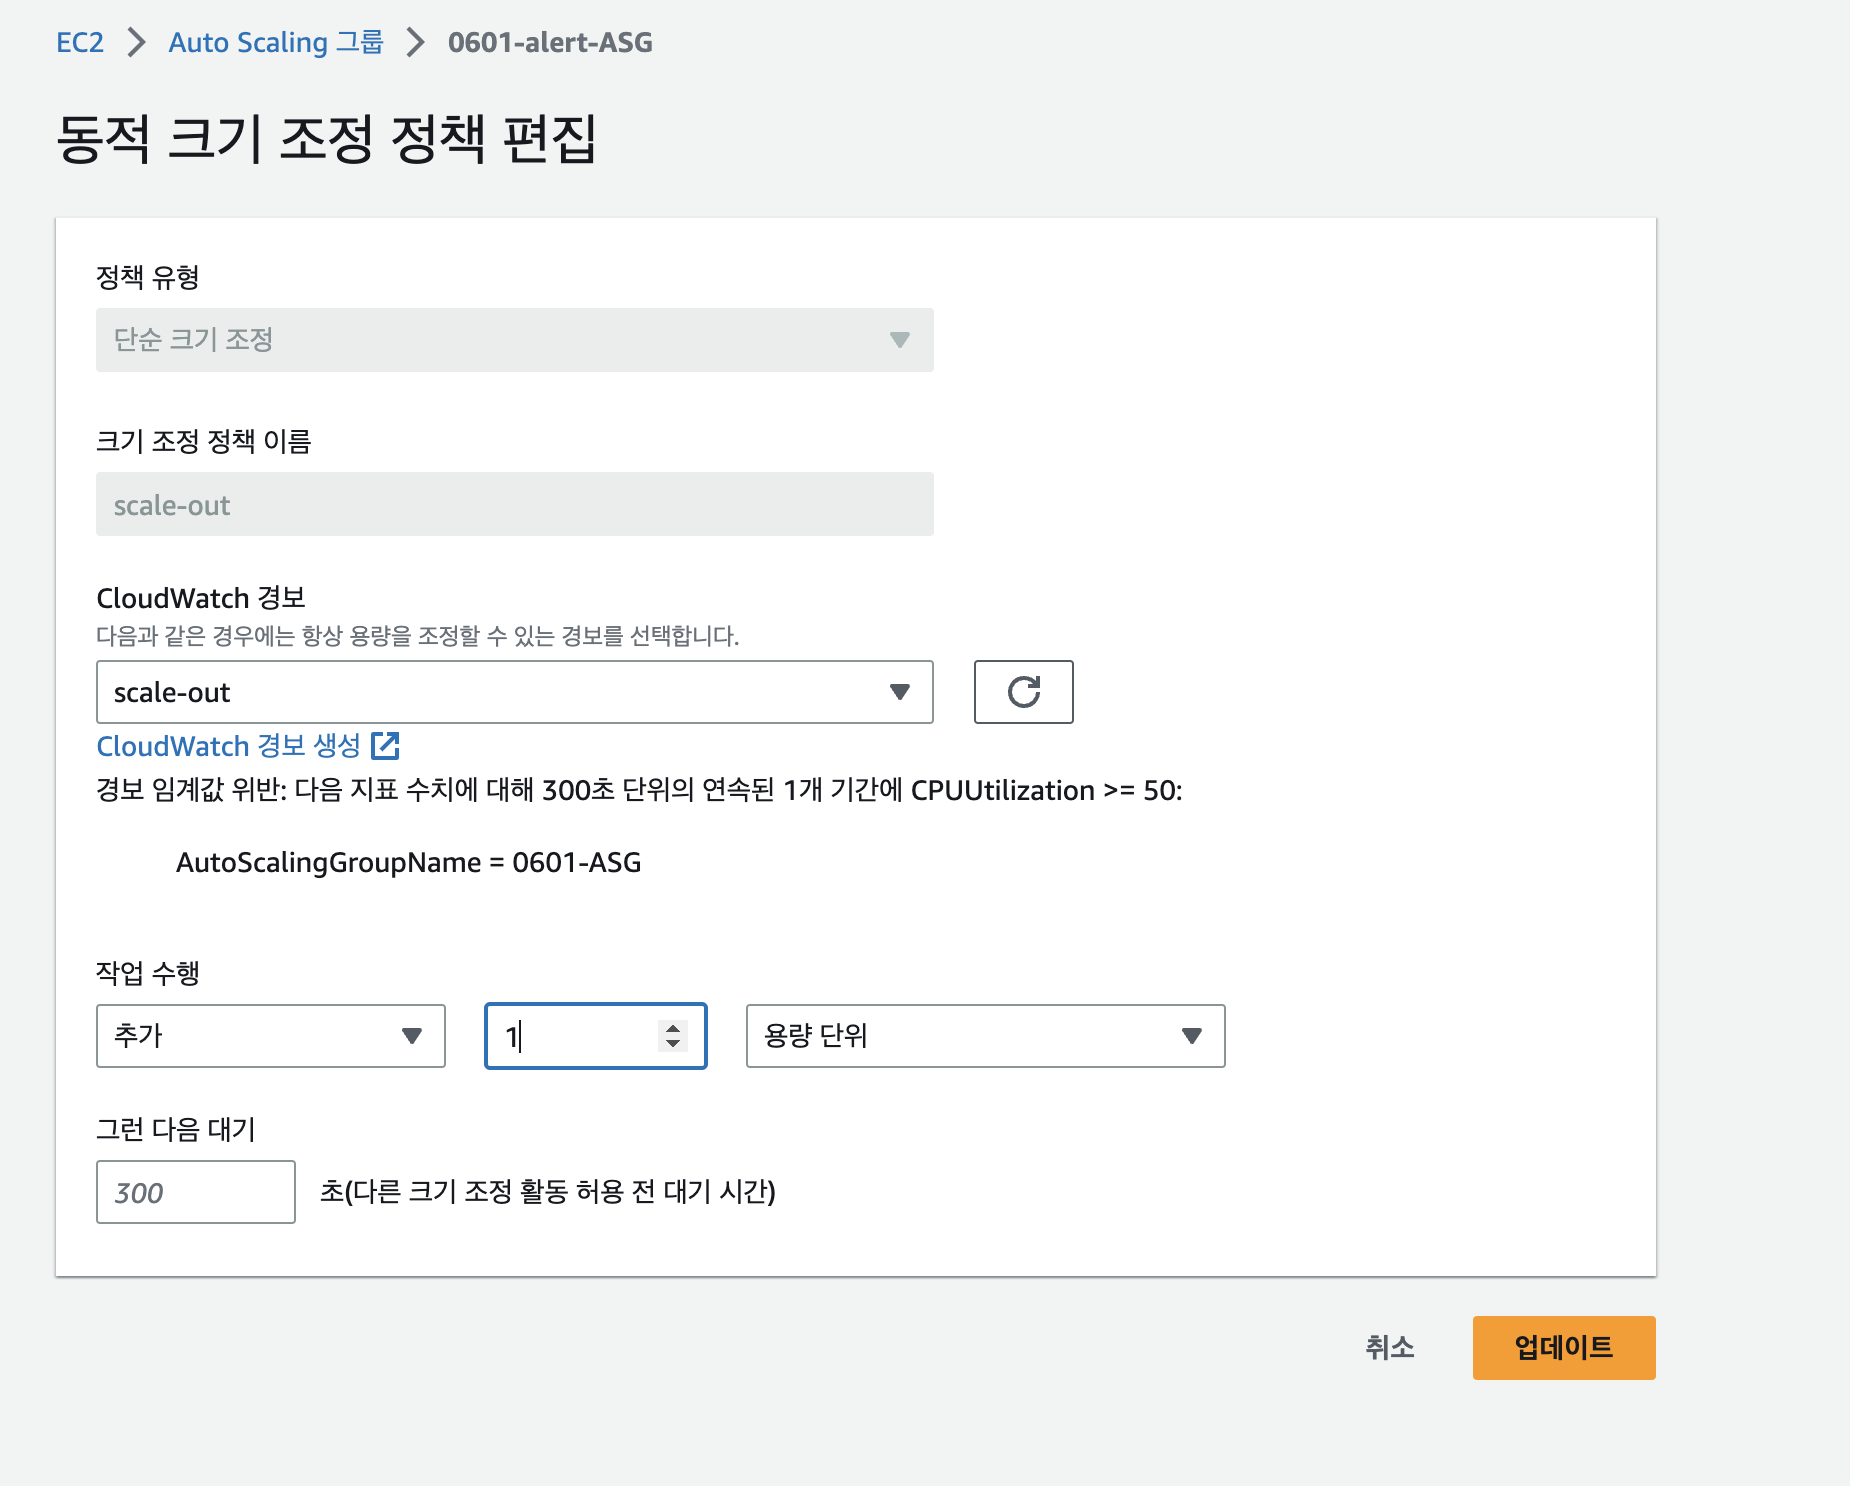 EC2 > Auto Scaling 그룹 > 0601-alert-ASG
동적 크기 조정 정책 편집
정책 유형
단순 크기 조정
크기 조정 정책 이름
scale-out
CloudWatch 경보
다음과 같은 경우에는 항상 용량을 조정할 수 있는 경보를 선택합니다.
scale-out
CloudWatch 경보 생성
경보 임계값 위반: 다음 지표 수치에 대해 300초 단위의 연속된 1개 기간에 CPUUtilization >= 50:
AutoScalingGroupName = 0601-ASG
작업 수행
추가 1 용량 단위
그런 다음 대기
300 초(다른 크기 조정 활동 허용 전 대기 시간)
취소 업데이트